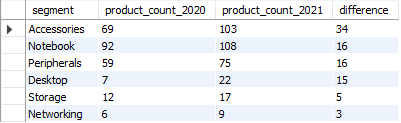 segment product_count_2020 product_count_2021 difference
Accessories 69 103 34
Notebook 92 108 16
Peripherals 59 75 16
Desktop 7 22 15
Storage 12 17 5
Networking 6 9 3